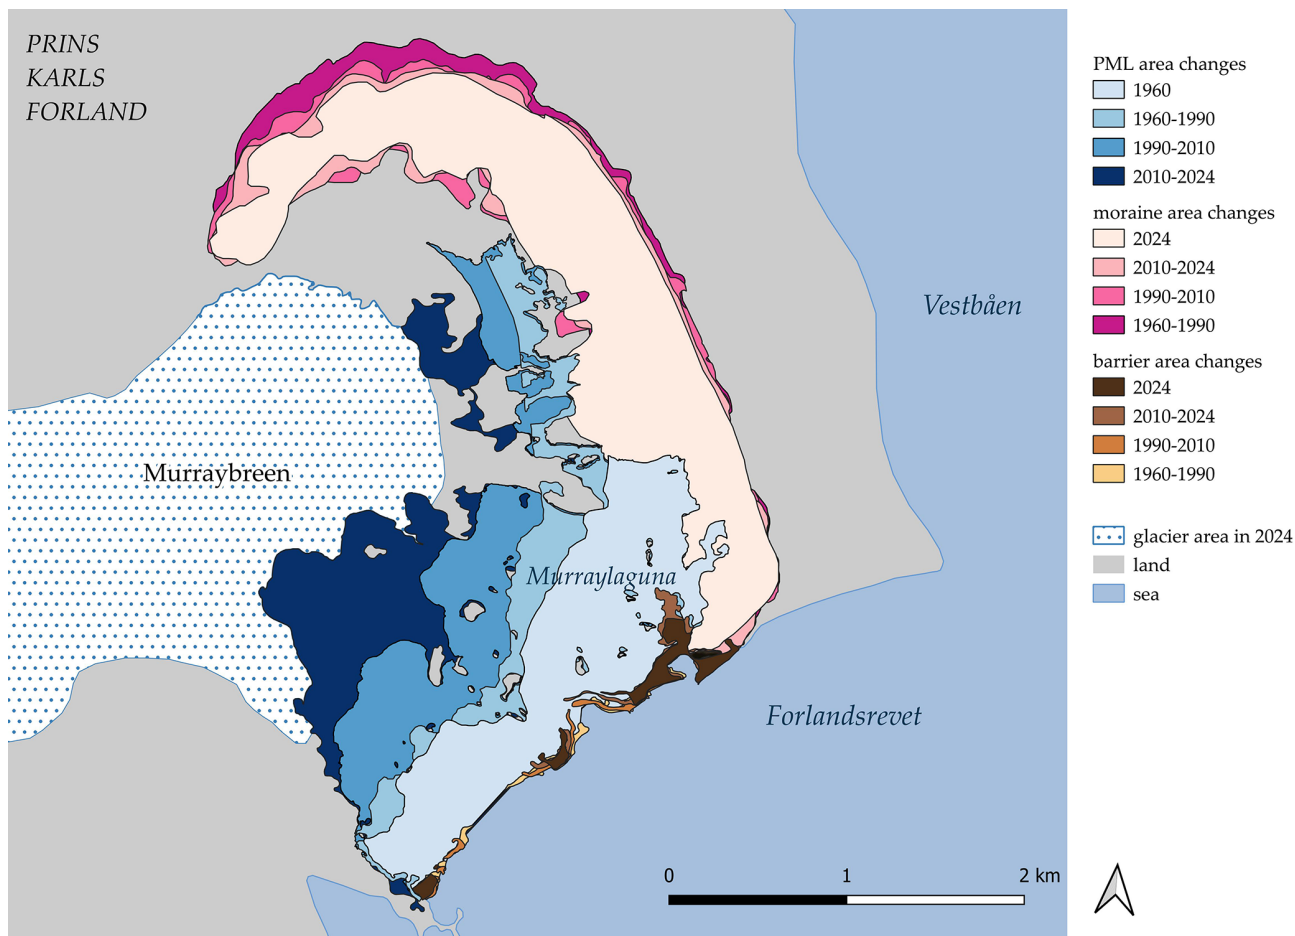 PRINS
KARLS
FORLAND
Vestbåen
Murraybreen
Murraylaguna
Forlandsrevet
0 1 2 km
PML area changes
1960
1960-1990
1990-2010
2010-2024
moraine area changes
2024
2010-2024
1990-2010
1960-1990
barrier area changes
2024
2010-2024
1990-2010
1960-1990
glacier area in 2024
land
sea